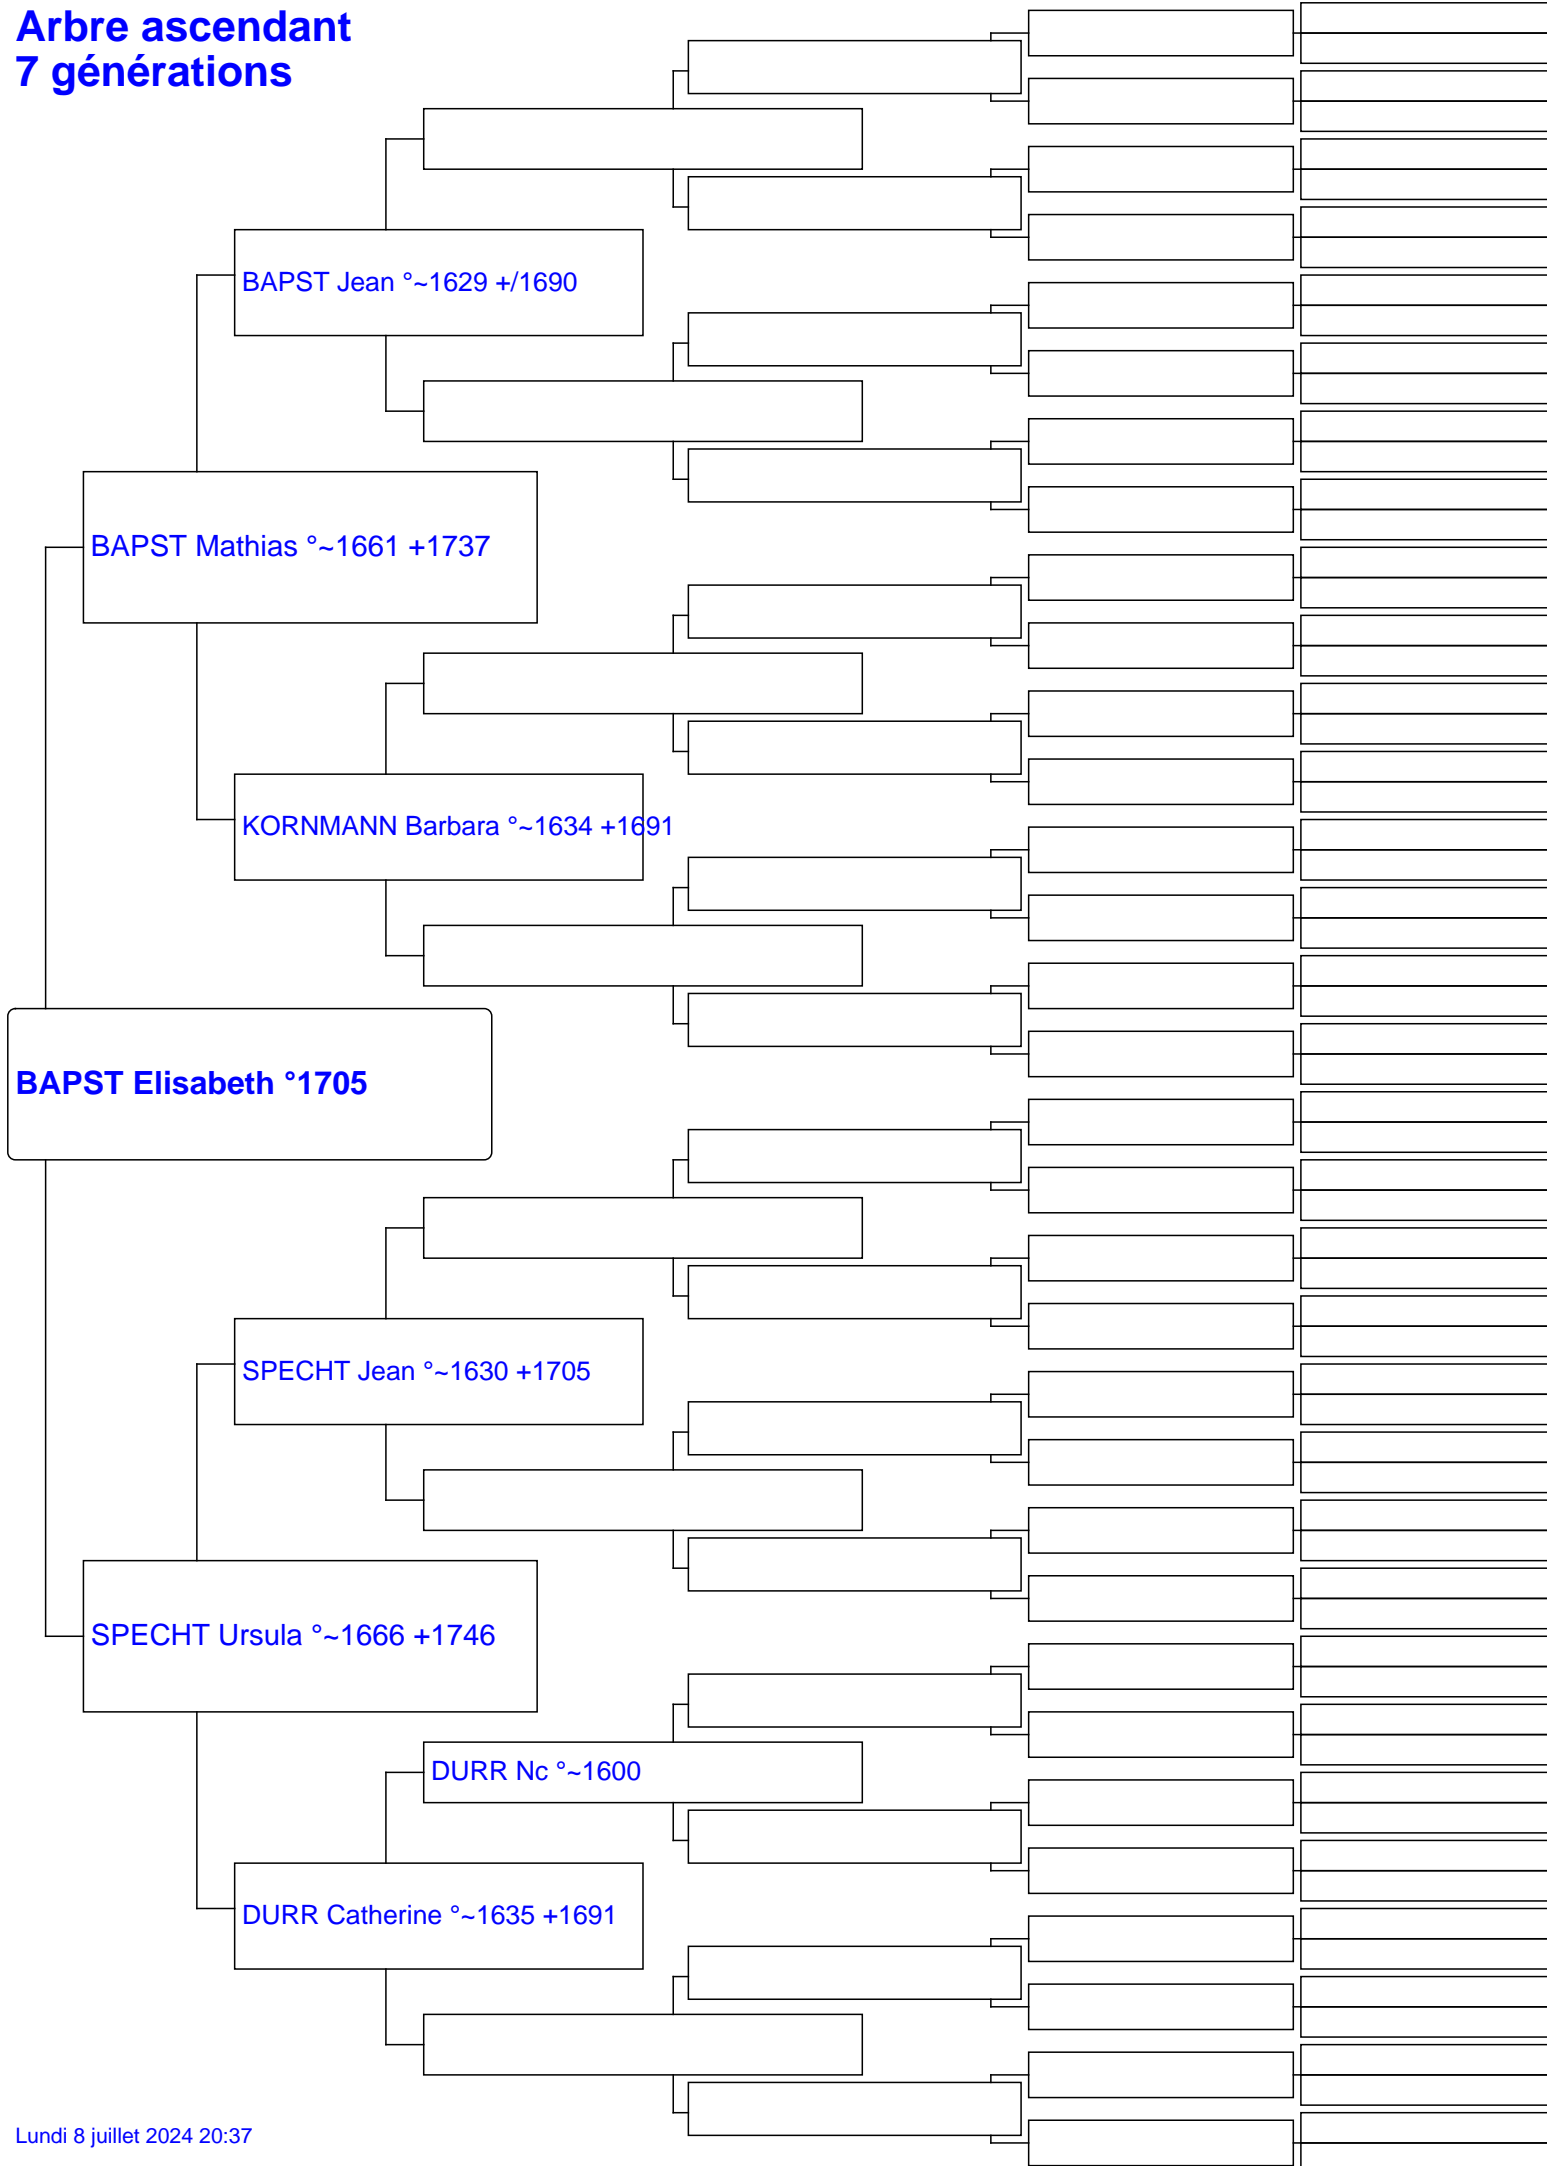 Arbre ascendant
7 générations
BAPST Jean °~1629 +/1690
BAPST Mathias °~1661 +1737
KORNMANN Barbara °~1634 +1691
BAPST Elisabeth °1705
SPECHT Jean °~1630 +1705
SPECHT Ursula °~1666 +1746
DURR Nc °~1600
DURR Catherine °~1635 +1691
Lundi 8 juillet 2024 20:37